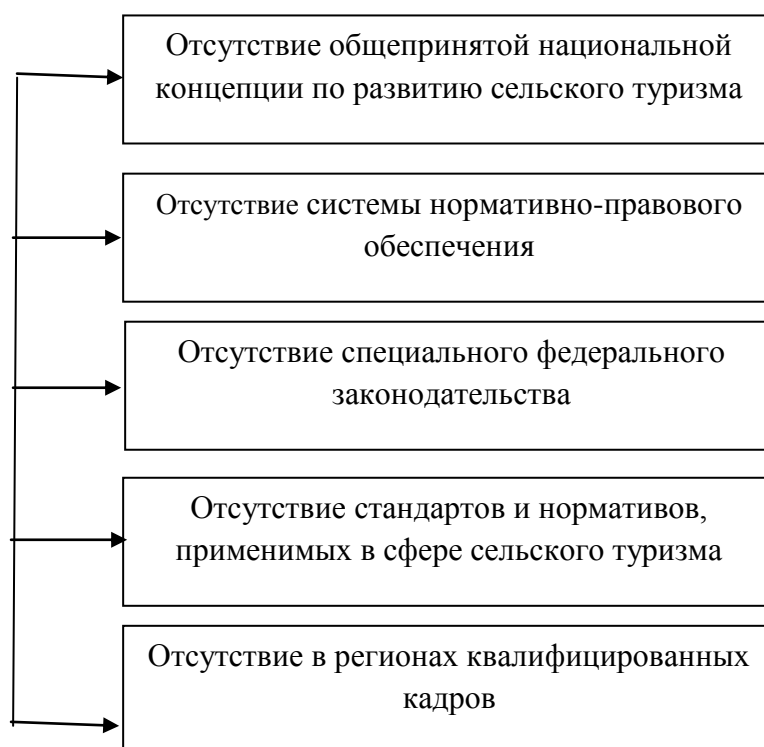 Отсутствие общепринятой национальной
концепции по развитию сельского туризма
Отсутствие системы нормативно-правового
обеспечения
Отсутствие специального федерального
законодательства
Отсутствие стандартов и нормативов,
применимых в сфере сельского туризма
Отсутствие в регионах квалифицированных
кадров